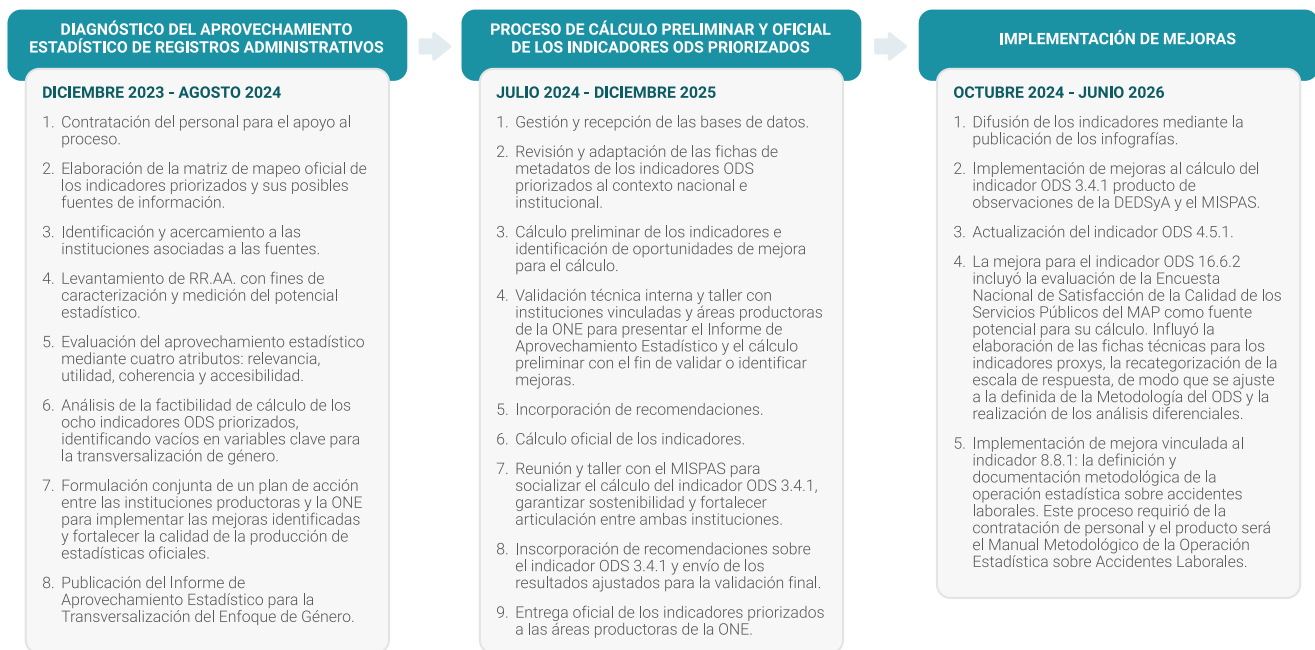 DIAGNÓSTICO DEL APROVECHAMIENTO
ESTADÍSTICO DE REGISTROS ADMINISTRATIVOS
DICIEMBRE 2023 - AGOSTO 2024
1. Contratación del personal para el apoyo al
proceso.
2. Elaboración de la matriz de mapeo oficial de
los indicadores priorizados y sus posibles
fuentes de información.
3. Identificación y acercamiento a las
instituciones asociadas a las fuentes.
4. Levantamiento de RR.AA. con fines de
caracterización y medición del potencial
estadístico.
5. Evaluación del aprovechamiento estadístico
mediante cuatro atributos: relevancia,
utilidad, coherencia y accesibilidad.
6. Análisis de la factibilidad de cálculo de los
ocho indicadores ODS priorizados,
identificando vacíos en variables clave para
la transversalización de género.
7. Formulación conjunta de un plan de acción
entre las instituciones productoras y la ONE
para implementar las mejoras identificadas
y fortalecer la calidad de la producción de
estadísticas oficiales.
8. Publicación del Informe de
Aprovechamiento Estadístico para la
Transversalización del Enfoque de Género.
PROCESO DE CÁLCULO PRELIMINAR Y OFICIAL
DE LOS INDICADORES ODS PRIORIZADOS
JULIO 2024 - DICIEMBRE 2025
1. Gestión y recepción de las bases de datos.
2. Revisión y adaptación de las fichas de
metadatos de los indicadores ODS
priorizados al contexto nacional e
institucional.
3. Cálculo preliminar de los indicadores e
identificación de oportunidades de mejora
para el cálculo.
4. Validación técnica interna y taller con
instituciones vinculadas y áreas productoras
de la ONE para presentar el Informe de
Aprovechamiento Estadístico y el cálculo
preliminar con el fin de validar o identificar
mejoras.
5. Incorporación de recomendaciones.
6. Cálculo oficial de los indicadores.
7. Reunión y taller con el MISPAS para
socializar el cálculo del indicador ODS 3.4.1,
garantizar sostenibilidad y fortalecer
articulación entre ambas instituciones.
8. Inscorporación de recomendaciones sobre
el indicador ODS 3.4.1 y envío de los
resultados ajustados para la validación final.
9. Entrega oficial de los indicadores priorizados
a las áreas productoras de la ONE.
IMPLEMENTACIÓN DE MEJORAS
OCTUBRE 2024 - JUNIO 2026
1. Difusión de los indicadores mediante la
publicación de los infografías.
2. Implementación de mejoras al cálculo del
indicador ODS 3.4.1 producto de
observaciones de la DEDSyA y el MISPAS.
3. Actualización del indicador ODS 4.5.1.
4. La mejora para el indicador ODS 16.6.2
incluyó la evaluación de la Encuesta
Nacional de Satisfacción de la Calidad de los
Servicios Públicos del MAP como fuente
potencial para su cálculo. Influyó la
elaboración de las fichas técnicas para los
indicadores proxys, la recategorización de la
escala de respuesta, de modo que se ajuste
a la definida de la Metodología del ODS y la
realización de los análisis diferenciales.
5. Implementación de mejora vinculada al
indicador 8.8.1: la definición y
documentación metodológica de la
operación estadística sobre accidentes
laborales. Este proceso requirió de la
contratación de personal y el producto será
el Manual Metodológico de la Operación
Estadística sobre Accidentes Laborales.